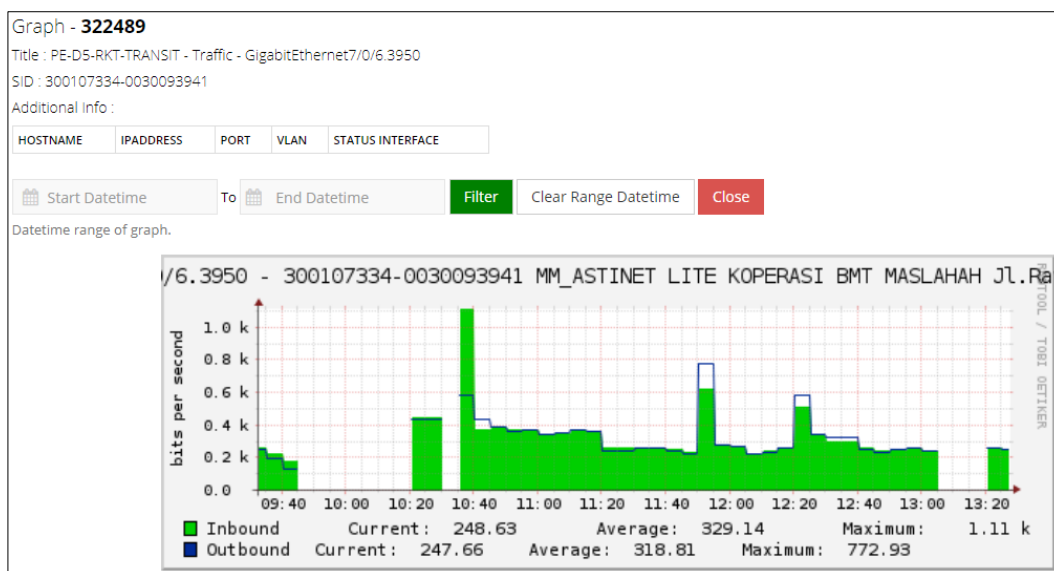 Graph - 322489
Title : PE-D5-RKT-TRANSIT - Traffic - GigabitEthernet7/0/6.3950
SID : 300107334-0030093941
Additional Info :
HOSTNAME IPADDRESS PORT VLAN STATUS INTERFACE
Start Datetime To End Datetime Filter Clear Range Datetime Close
Datetime range of graph.
/6.3950 - 300107334-0030093941 MM_ASTINET LITE KOPERASI BMT MASLAHAH Jl.Ra
TOOL / TOBI OETIKER
bits per second
1.0 k
0.8 k
0.6 k
0.4 k
0.2 k
0.0
09:40 10:00 10:20 10:40 11:00 11:20 11:40 12:00 12:20 12:40 13:00 13:20
Inbound Current: 248.63 Average: 329.14 Maximum: 1.11 k
Outbound Current: 247.66 Average: 318.81 Maximum: 772.93